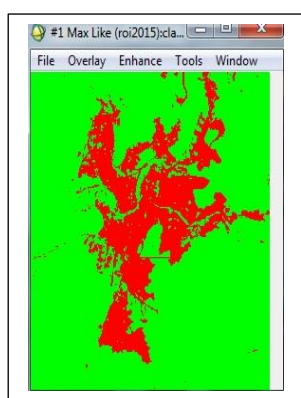 #1 Max Like (roi2015):cla...
File Overlay Enhance Tools Window